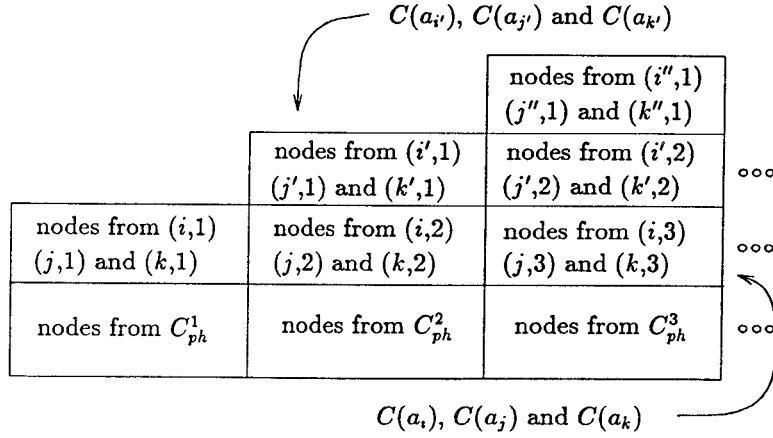 C(a_{i'}), C(a_{j'}) and C(a_{k'})
nodes from (i'',1)
(j'',1) and (k'',1)
nodes from (i',1)
(j',1) and (k',1)
nodes from (i',2)
(j',2) and (k',2)
ooo
nodes from (i,1)
(j,1) and (k,1)
nodes from (i,2)
(j,2) and (k,2)
nodes from (i,3)
(j,3) and (k,3)
ooo
nodes from C_{ph}^1
nodes from C_{ph}^2
nodes from C_{ph}^3
ooo
C(a_i), C(a_j) and C(a_k)